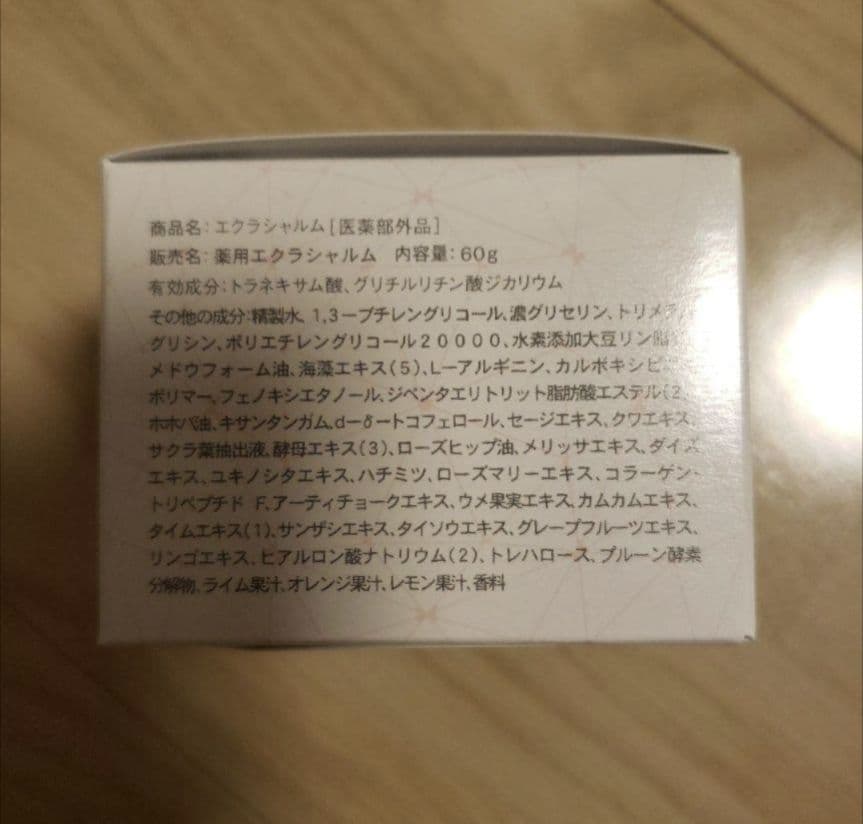 商品名:エクラシャルム[医薬部外品]
販売名:薬用エクラシャルム 内容量:60g
有効成分:トラネキサム酸、グリチルリチン酸ジカリウム
その他の成分:精製水、1,3ーブチレングリコール、濃グリセリン、トリメチ
グリシン、ポリエチレングリコール20000、水素添加大豆リン脂
メドウフォーム油、海藻エキス(5)、Lーアルギニン、カルボキシビ
ポリマー、フェノキシエタノール、ジペンタエリトリット脂肪酸エステル(2
ホホバ油、キサンタンガム、dーδートコフェロール、セージエキス、クワエキス、
サクラ葉抽出液、酵母エキス(3)、ローズヒップ油、メリッサエキス、ダイズ
エキス、ユキノシタエキス、ハチミツ、ローズマリーエキス、コラーゲン・
トリペプチド F、アーティチョークエキス、ウメ果実エキス、カムカムエキス、
タイムエキス(1)、サンザシエキス、タイソウエキス、グレープフルーツエキス、
リンゴエキス、ヒアルロン酸ナトリウム(2)、トレハロース、プルーン酵素
分解物、ライム果汁、オレンジ果汁、レモン果汁、香料